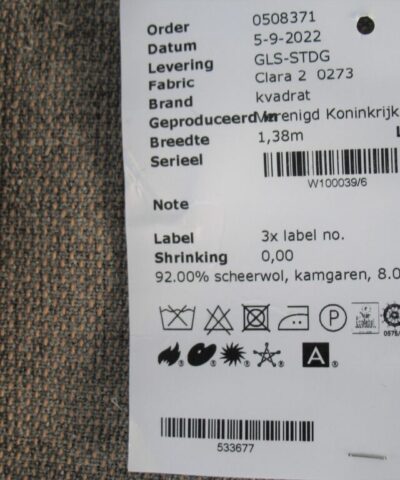 Order 0508371
Datum 5-9-2022
Levering GLS-STDG
Fabric Clara 2 0273
Brand kvadrat
Geproduceerd in Verenigd Koninkrijk
Breedte 1,38m
Serieel
W100039/6
Note
Label 3x label no.
Shrinking 0,00
92.00% scheerwol, kamgaren, 8.0
P
A
533677